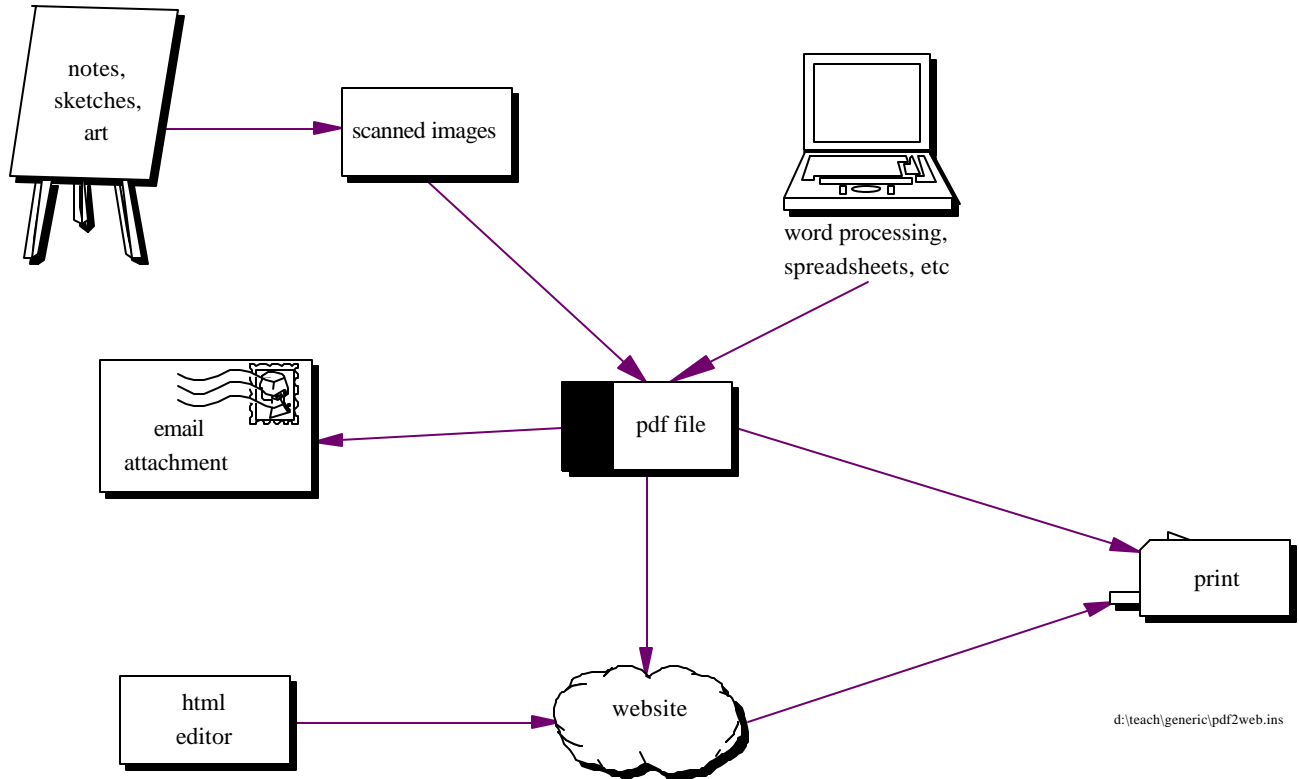 notes,
sketches,
art
scanned images
word processing,
spreadsheets, etc
email
attachment
pdf file
print
html
editor
website
d:\teach\generic\pdf2web.ins